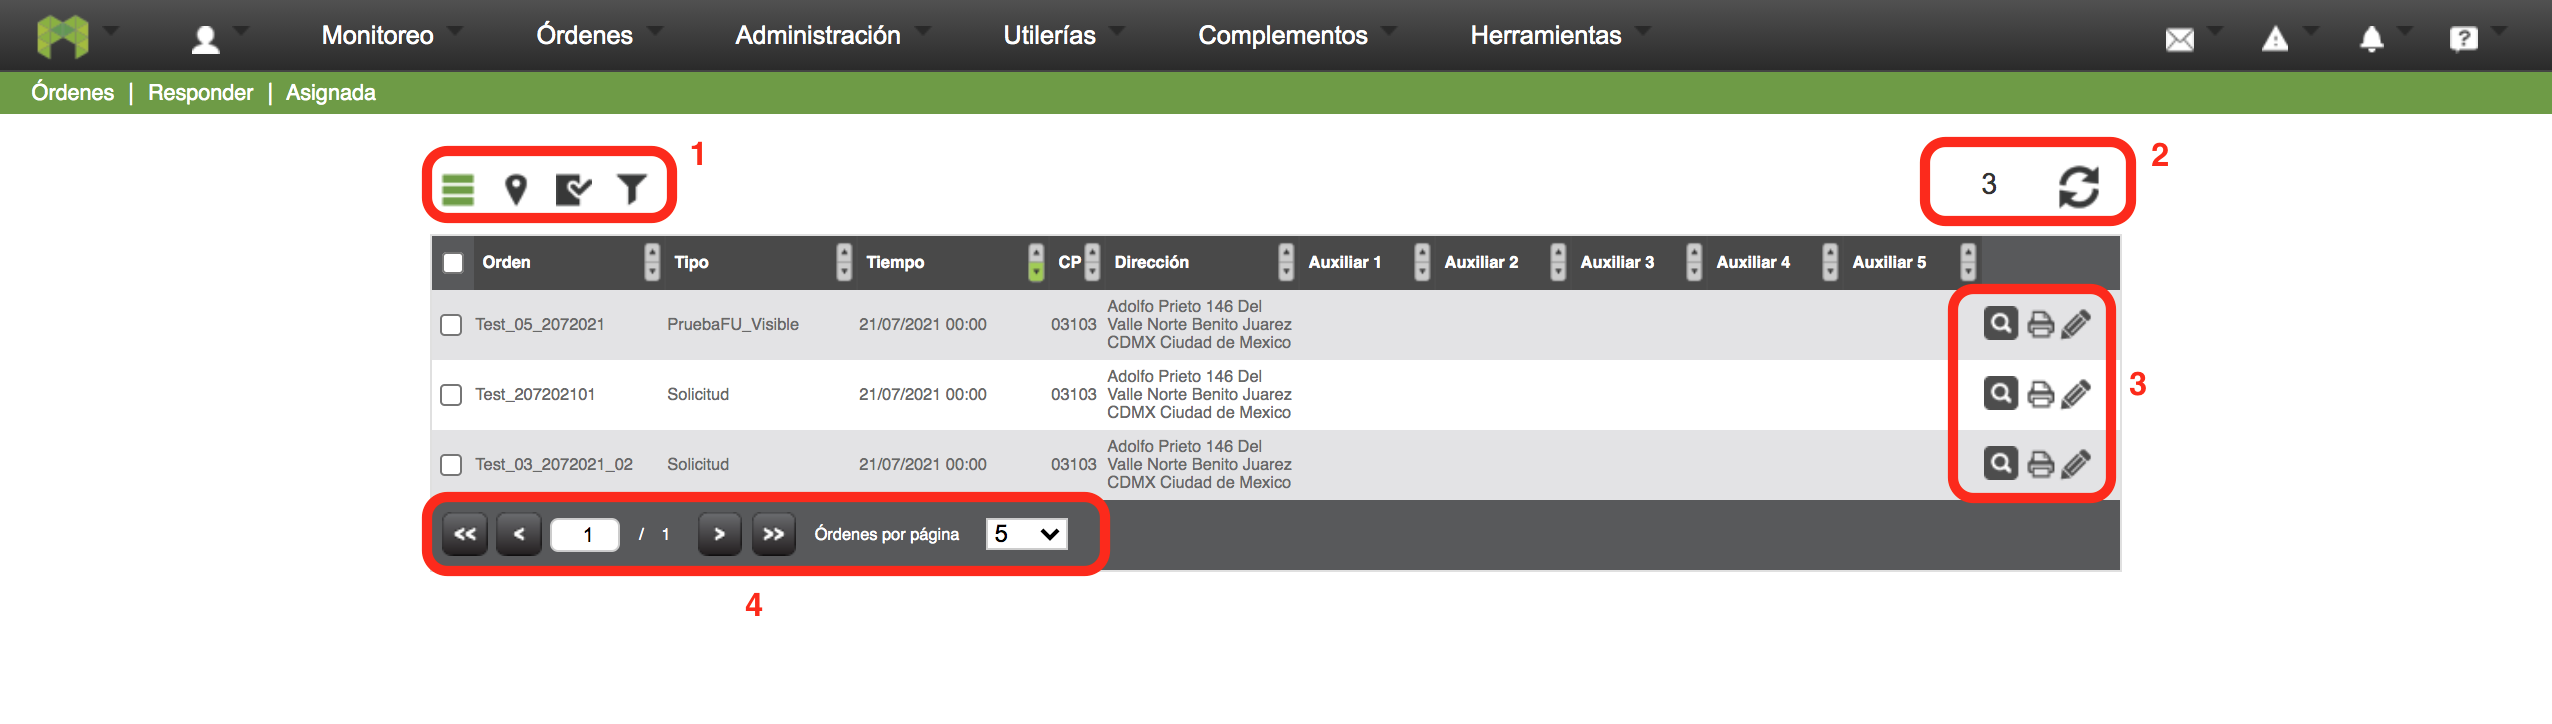 Monitoreo Órdenes Administración Utilerías Complementos Herramientas
Órdenes | Responder | Asignada
1
2
3
Orden Tipo Tiempo CP Dirección Auxiliar 1 Auxiliar 2 Auxiliar 3 Auxiliar 4 Auxiliar 5
Test_05_2072021 PruebaFU_Visible 21/07/2021 00:00 03103 Adolfo Prieto 146 Del
Valle Norte Benito Juarez
CDMX Ciudad de Mexico
Test_207202101 Solicitud 21/07/2021 00:00 03103 Adolfo Prieto 146 Del
Valle Norte Benito Juarez
CDMX Ciudad de Mexico
3
Test_03_2072021_02 Solicitud 21/07/2021 00:00 03103 Adolfo Prieto 146 Del
Valle Norte Benito Juarez
CDMX Ciudad de Mexico
<< < 1 / 1 > >> Órdenes por página 5
4